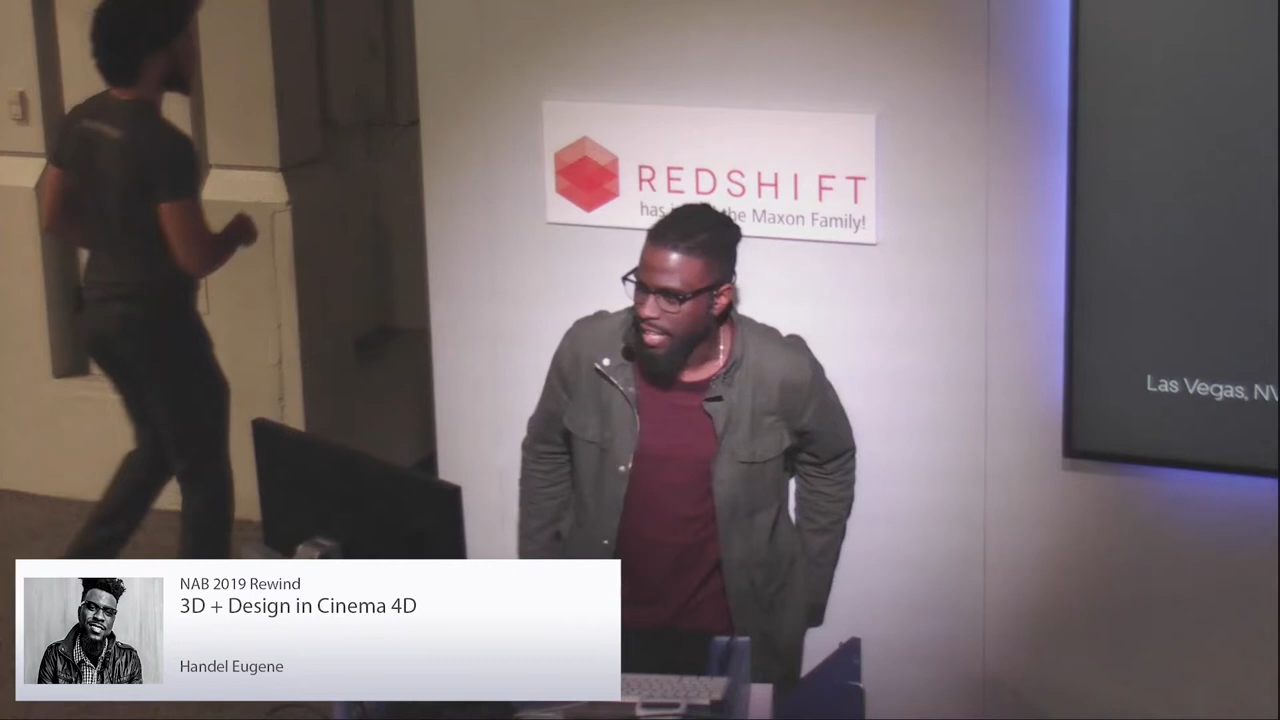 REDSHIFT
has the Maxon Family!
Las Vegas, NV
NAB 2019 Rewind
3D + Design in Cinema 4D
Handel Eugene